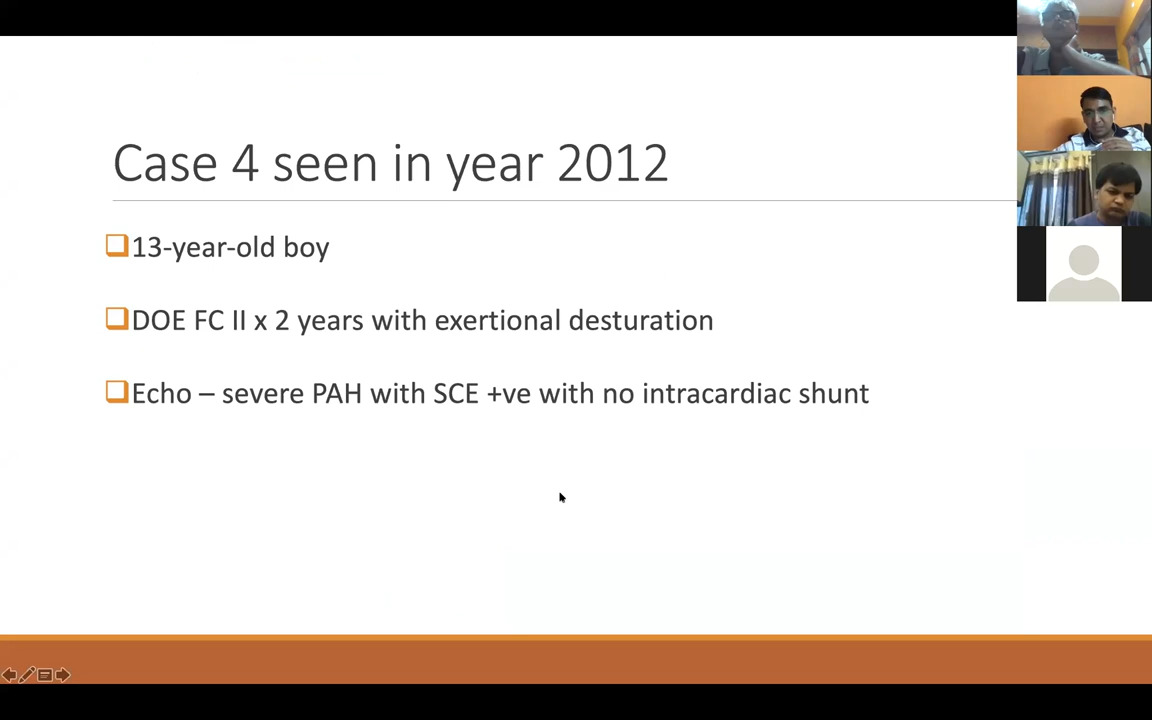 Case 4 seen in year 2012
13-year-old boy
DOE FC II x 2 years with exertional desturation
Echo – severe PAH with SCE +ve with no intracardiac shunt